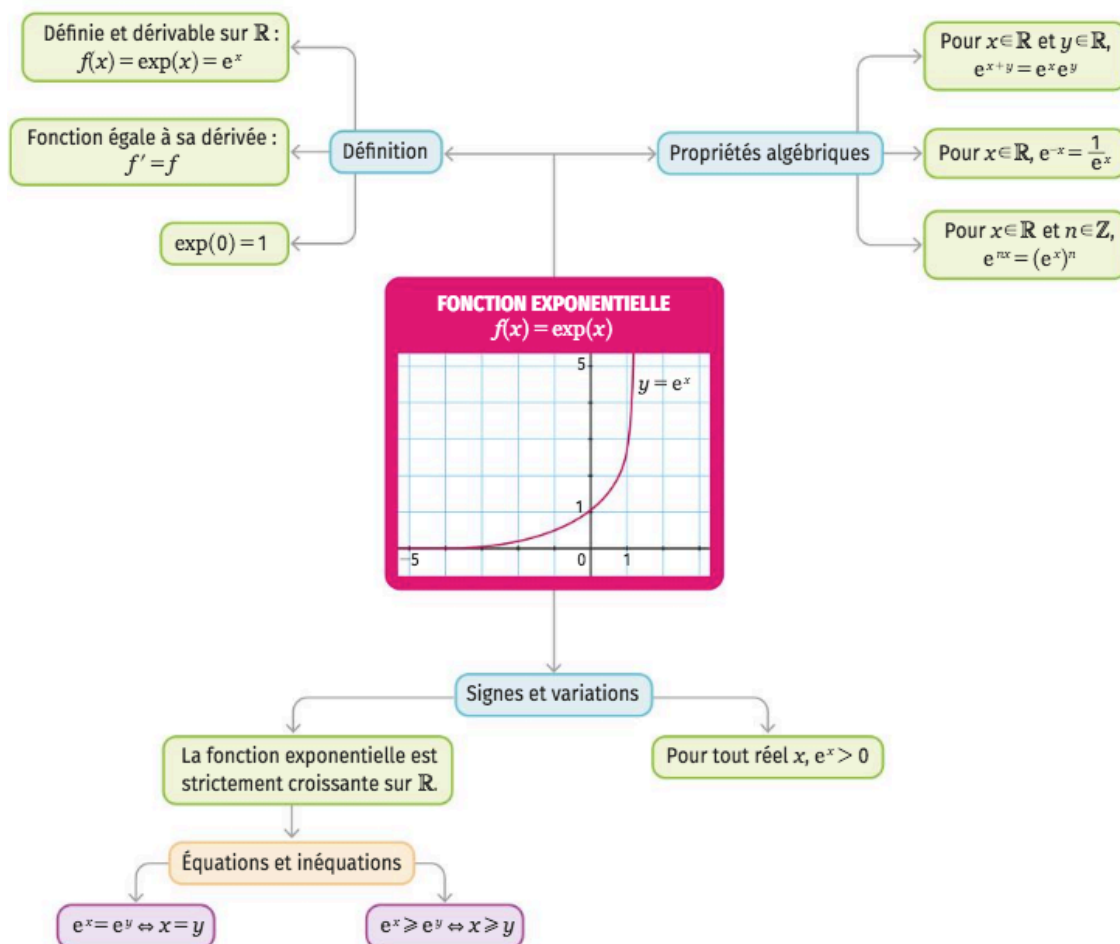 Définie et dérivable sur ℝ :
f(x) = exp(x) = eˣ
Fonction égale à sa dérivée :
f′ = f
exp(0) = 1
Définition
Propriétés algébriques
Pour x∈ℝ et y∈ℝ,
eˣ⁺ʸ = eˣeʸ
Pour x∈ℝ, e⁻ˣ = 1/eˣ
Pour x∈ℝ et n∈ℤ,
eⁿˣ = (eˣ)ⁿ
FONCTION EXPONENTIELLE
f(x) = exp(x)
5
y = eˣ
1
−5
0
1
Signes et variations
La fonction exponentielle est
strictement croissante sur ℝ.
Pour tout réel x, eˣ > 0
Équations et inéquations
eˣ = eʸ ⇔ x = y
eˣ ⩾ eʸ ⇔ x ⩾ y